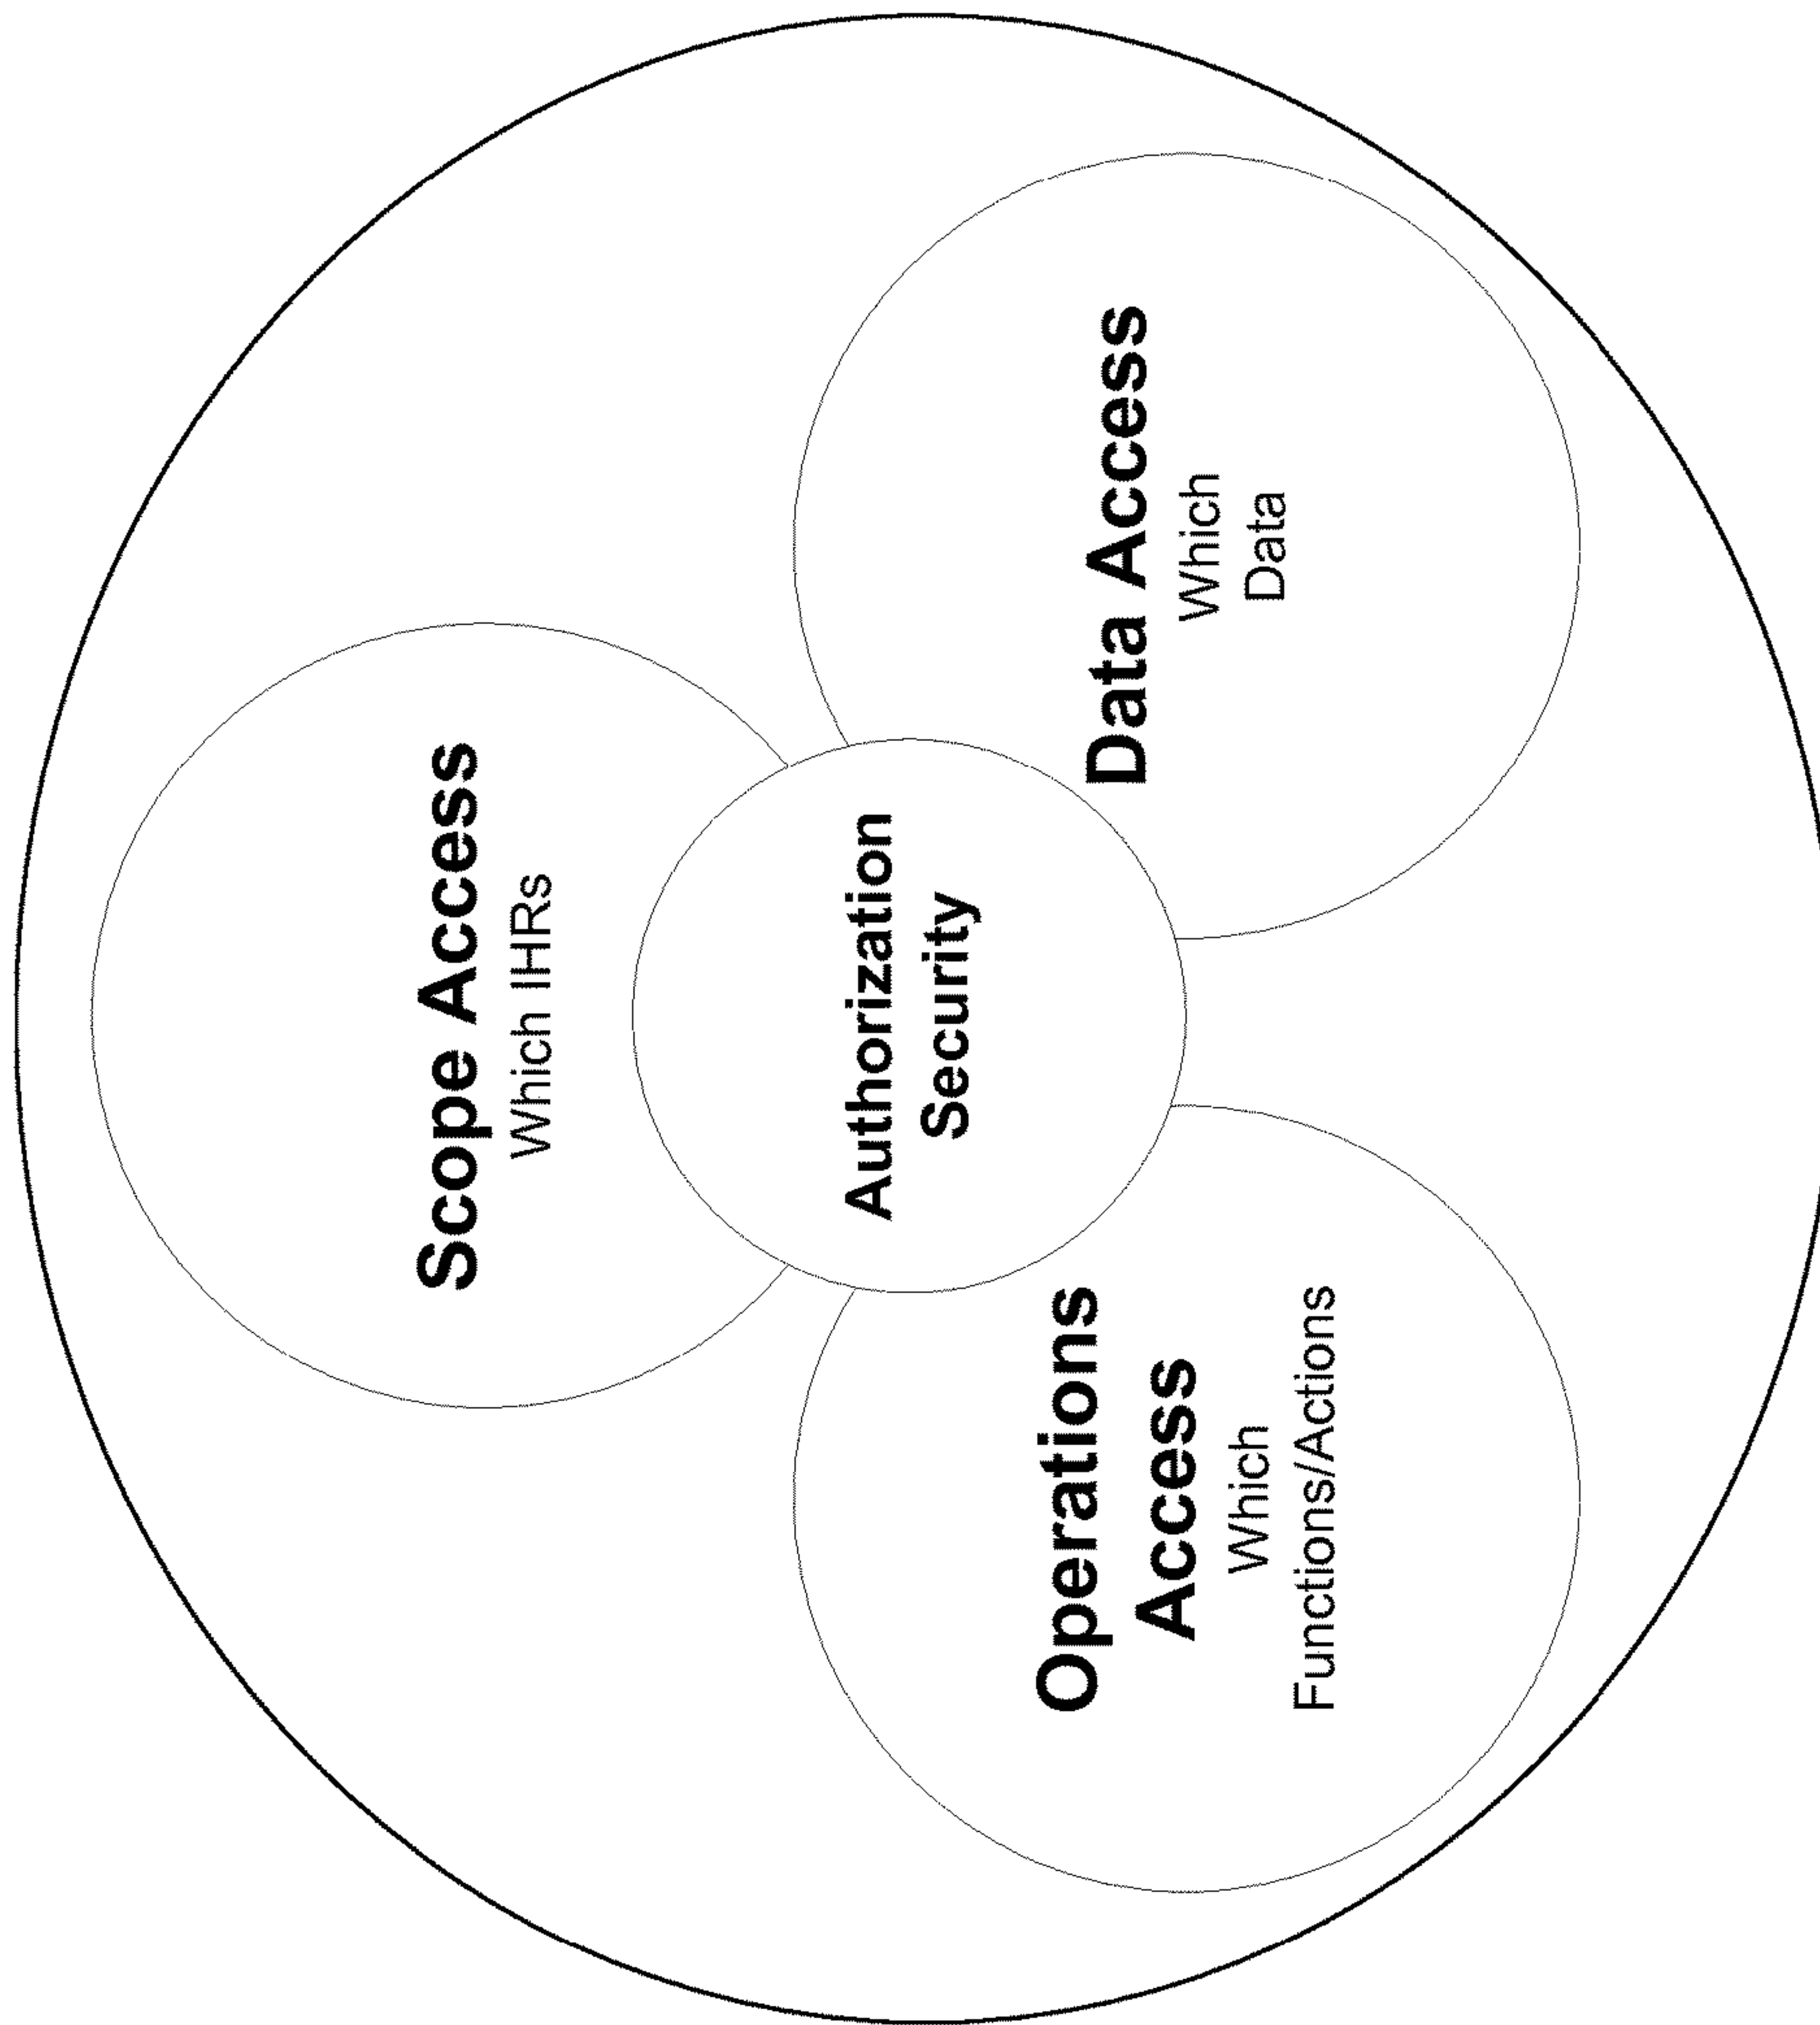 Scope Access
Which IHRs
Authorization
Security
Operations
Access
Which
Functions/Actions
Data Access
Which
Data